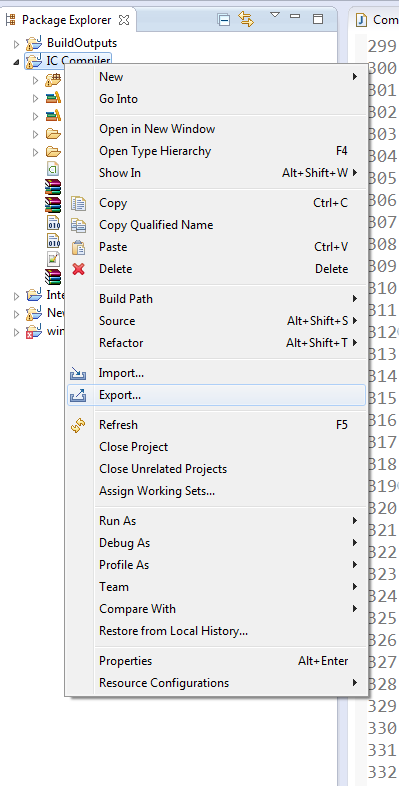 Package Explorer
Com
BuildOutputs
IC Compiler
New
Go Into
Open in New Window
Open Type Hierarchy F4
Show In Alt+Shift+W
Copy Ctrl+C
Copy Qualified Name
Paste Ctrl+V
Delete Delete
Build Path
Source Alt+Shift+S
Refactor Alt+Shift+T
Import...
Export...
Refresh F5
Close Project
Close Unrelated Projects
Assign Working Sets...
Run As
Debug As
Profile As
Team
Compare With
Restore from Local History...
Properties Alt+Enter
Resource Configurations
010
010
Inte
New
win
299
300
301
302
303
304
305
306
307
308
309
310
311
312
313
314
315
316
317
318
319
320
321
322
323
324
325
326
327
328
329
330
331
332